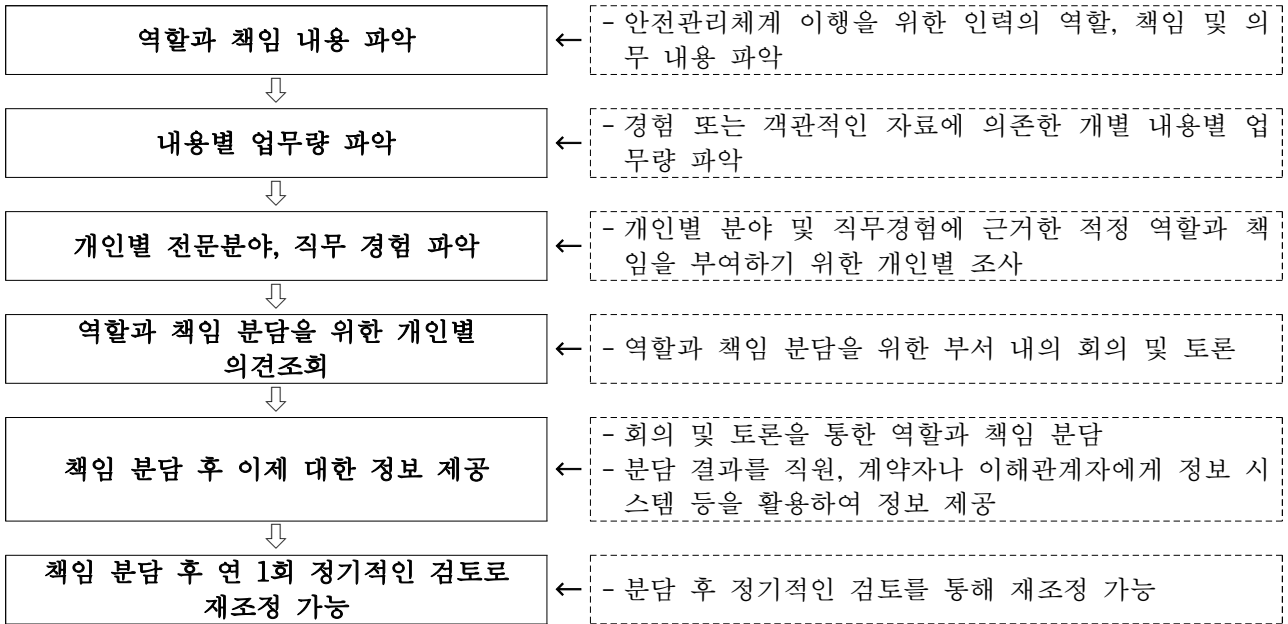 역할과 책임 내용 파악
←
- 안전관리체계 이행을 위한 인력의 역할, 책임 및 의
무 내용 파악
⇩
내용별 업무량 파악
←
- 경험 또는 객관적인 자료에 의존한 개별 내용별 업
무량 파악
⇩
개인별 전문분야, 직무 경험 파악
←
- 개인별 분야 및 직무경험에 근거한 적정 역할과 책
임을 부여하기 위한 개인별 조사
⇩
역할과 책임 분담을 위한 개인별
의견조회
←
- 역할과 책임 분담을 위한 부서 내의 회의 및 토론
⇩
책임 분담 후 이제 대한 정보 제공
←
- 회의 및 토론을 통한 역할과 책임 분담
- 분담 결과를 직원, 계약자나 이해관계자에게 정보 시
스템 등을 활용하여 정보 제공
⇩
책임 분담 후 연 1회 정기적인 검토로
재조정 가능
←
- 분담 후 정기적인 검토를 통해 재조정 가능